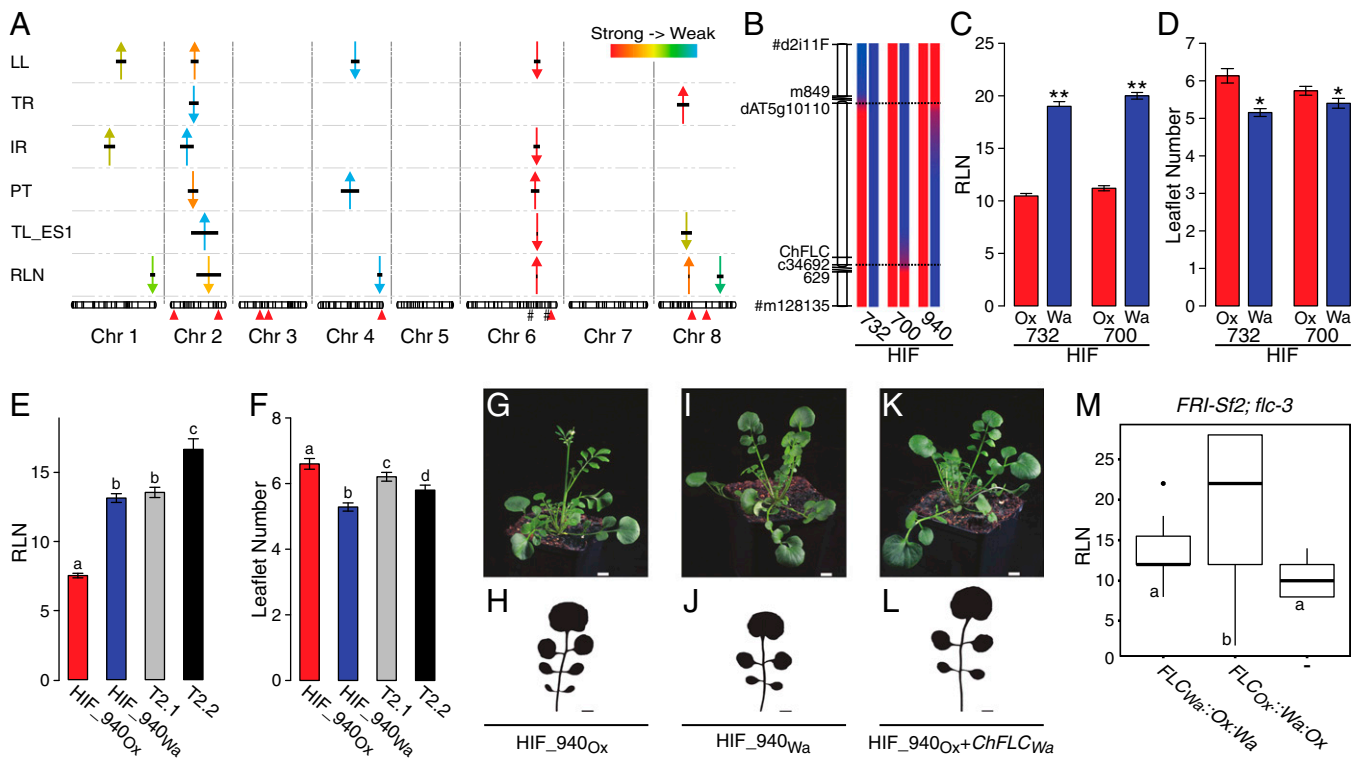 A
Strong -> Weak
LL
TR
IR
PT
TL_ES1
RLN
# #
Chr 1 Chr 2 Chr 3 Chr 4 Chr 5 Chr 6 Chr 7 Chr 8
B
#d2i11F
m849
dAT5g10110
ChFLC
c34692
629
#m128135
732 700 940
HIF
C
RLN
25
20
15
10
5
0
** **
Ox Wa Ox Wa
732 700
HIF
D
Leaflet Number
7
6
5
4
3
2
1
0
* *
Ox Wa Ox Wa
732 700
HIF
E
RLN
15
10
5
0
a b b c
HIF_940Ox
HIF_940Wa
T2.1
T2.2
F
Leaflet Number
8
6
4
2
0
a b c d
HIF_940Ox
HIF_940Wa
T2.1
T2.2
G I K
H J L
HIF_940Ox HIF_940Wa HIF_940Ox+ChFLCWa
M
FRI-Sf2; flc-3
RLN
25
20
15
10
5
0
a b a
FLCWa::Ox:Wa
FLCOx::Wa:Ox
-